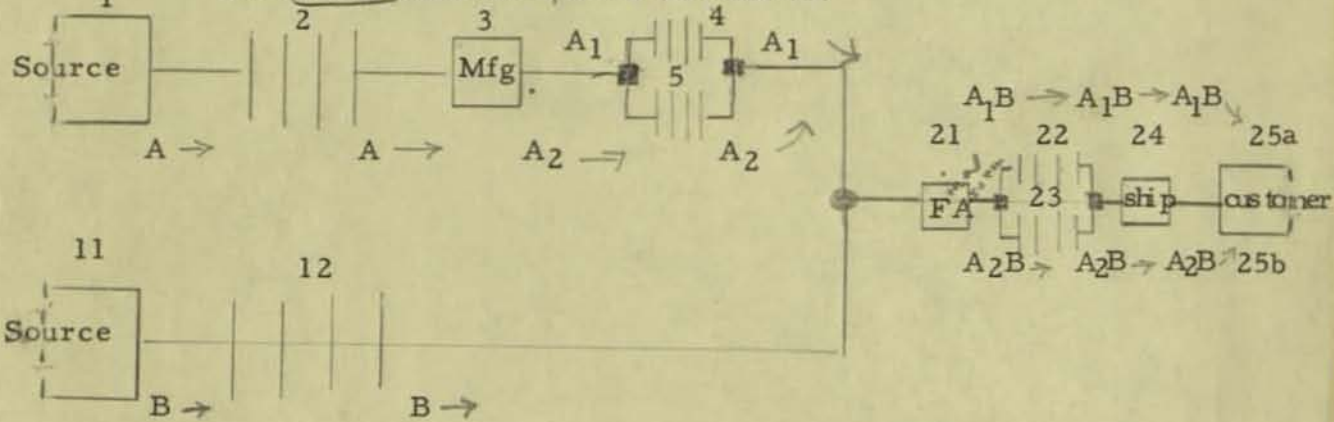 1
2
3
4
Source
Mfg
A1
5
A1
A →
A →
A2 →
A2
A1B → A1B → A1B
21
22
24
25a
FA
23
ship
customer
A2B → A2B → A2B
25b
11
12
Source
B →
B →